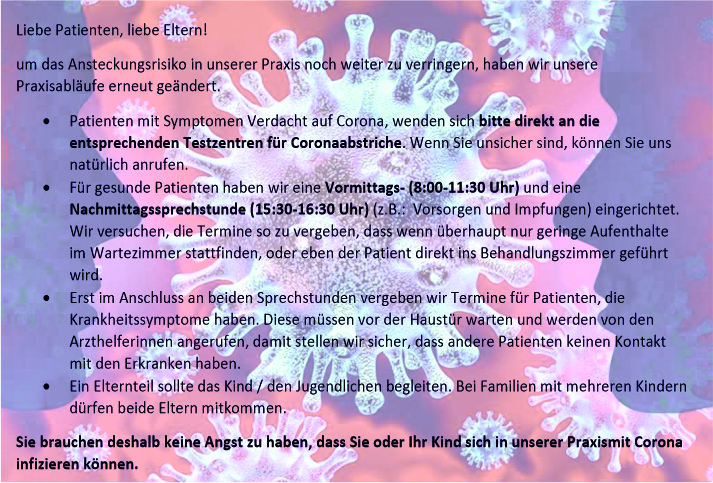 Liebe Patienten, liebe Eltern!
um das Ansteckungsrisiko in unserer Praxis noch weiter zu verringern, haben wir unsere
Praxisabläufe erneut geändert.
• Patienten mit Symptomen Verdacht auf Corona, wenden sich bitte direkt an die
entsprechenden Testzentren für Coronaabstriche. Wenn Sie unsicher sind, können Sie uns
natürlich anrufen.
• Für gesunde Patienten haben wir eine Vormittags- (8:00-11:30 Uhr) und eine
Nachmittagssprechstunde (15:30-16:30 Uhr) (z.B.: Vorsorgen und Impfungen) eingerichtet.
Wir versuchen, die Termine so zu vergeben, dass wenn überhaupt nur geringe Aufenthalte
im Wartezimmer stattfinden, oder eben der Patient direkt ins Behandlungszimmer geführt
wird.
• Erst im Anschluss an beiden Sprechstunden vergeben wir Termine für Patienten, die
Krankheitssymptome haben. Diese müssen vor der Haustür warten und werden von den
Arzthelferinnen angerufen, damit stellen wir sicher, dass andere Patienten keinen Kontakt
mit den Erkranken haben.
• Ein Elternteil sollte das Kind / den Jugendlichen begleiten. Bei Familien mit mehreren Kindern
dürfen beide Eltern mitkommen.
Sie brauchen deshalb keine Angst zu haben, dass Sie oder Ihr Kind sich in unserer Praxismit Corona
infizieren können.